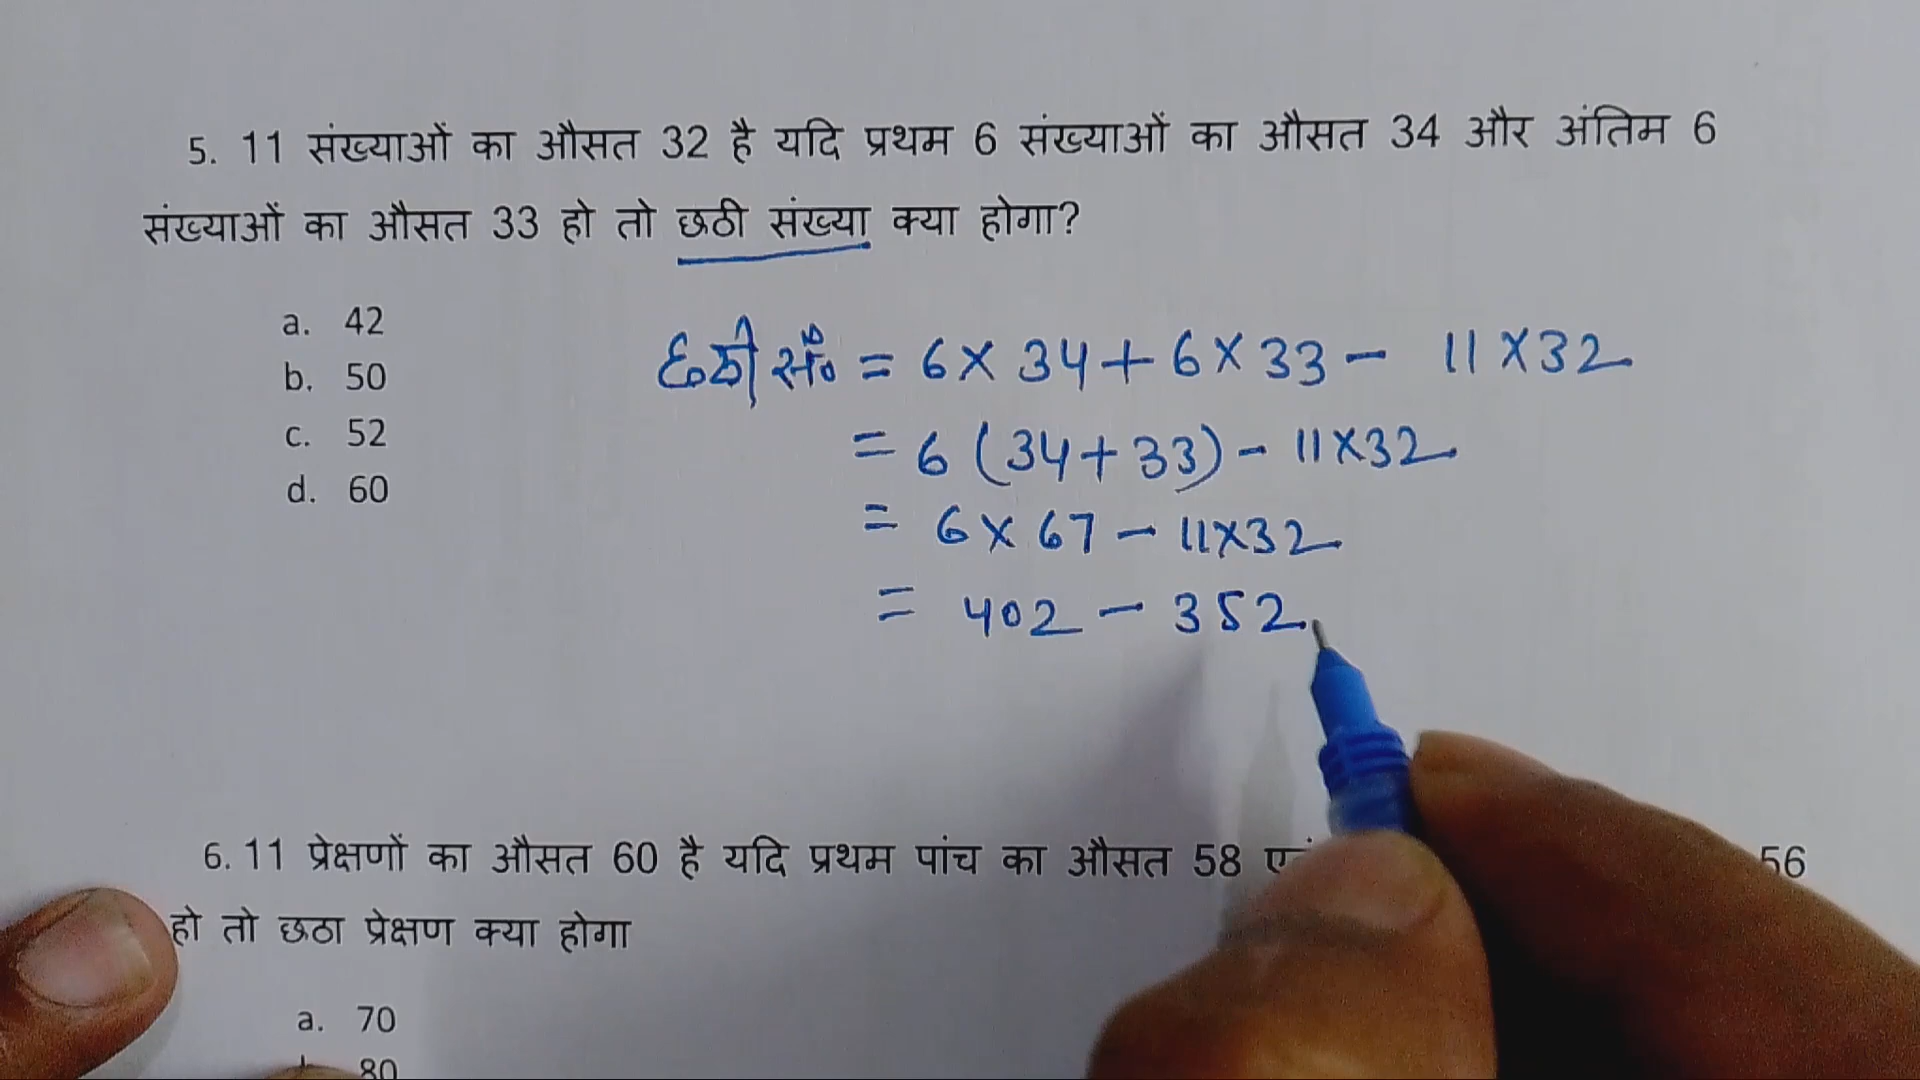 5. 11 संख्याओं का औसत 32 है यदि प्रथम 6 संख्याओं का औसत 34 और अंतिम 6
संख्याओं का औसत 33 हो तो छठी संख्या क्या होगा?
a. 42
b. 50
c. 52
d. 60
छठी सं० = 6 × 34 + 6 × 33 - 11 × 32
= 6 (34 + 33) - 11 × 32
= 6 × 67 - 11 × 32
= 402 - 352
6. 11 प्रेक्षणों का औसत 60 है यदि प्रथम पांच का औसत 58 56
हो तो छठा प्रेक्षण क्या होगा
a. 70
80